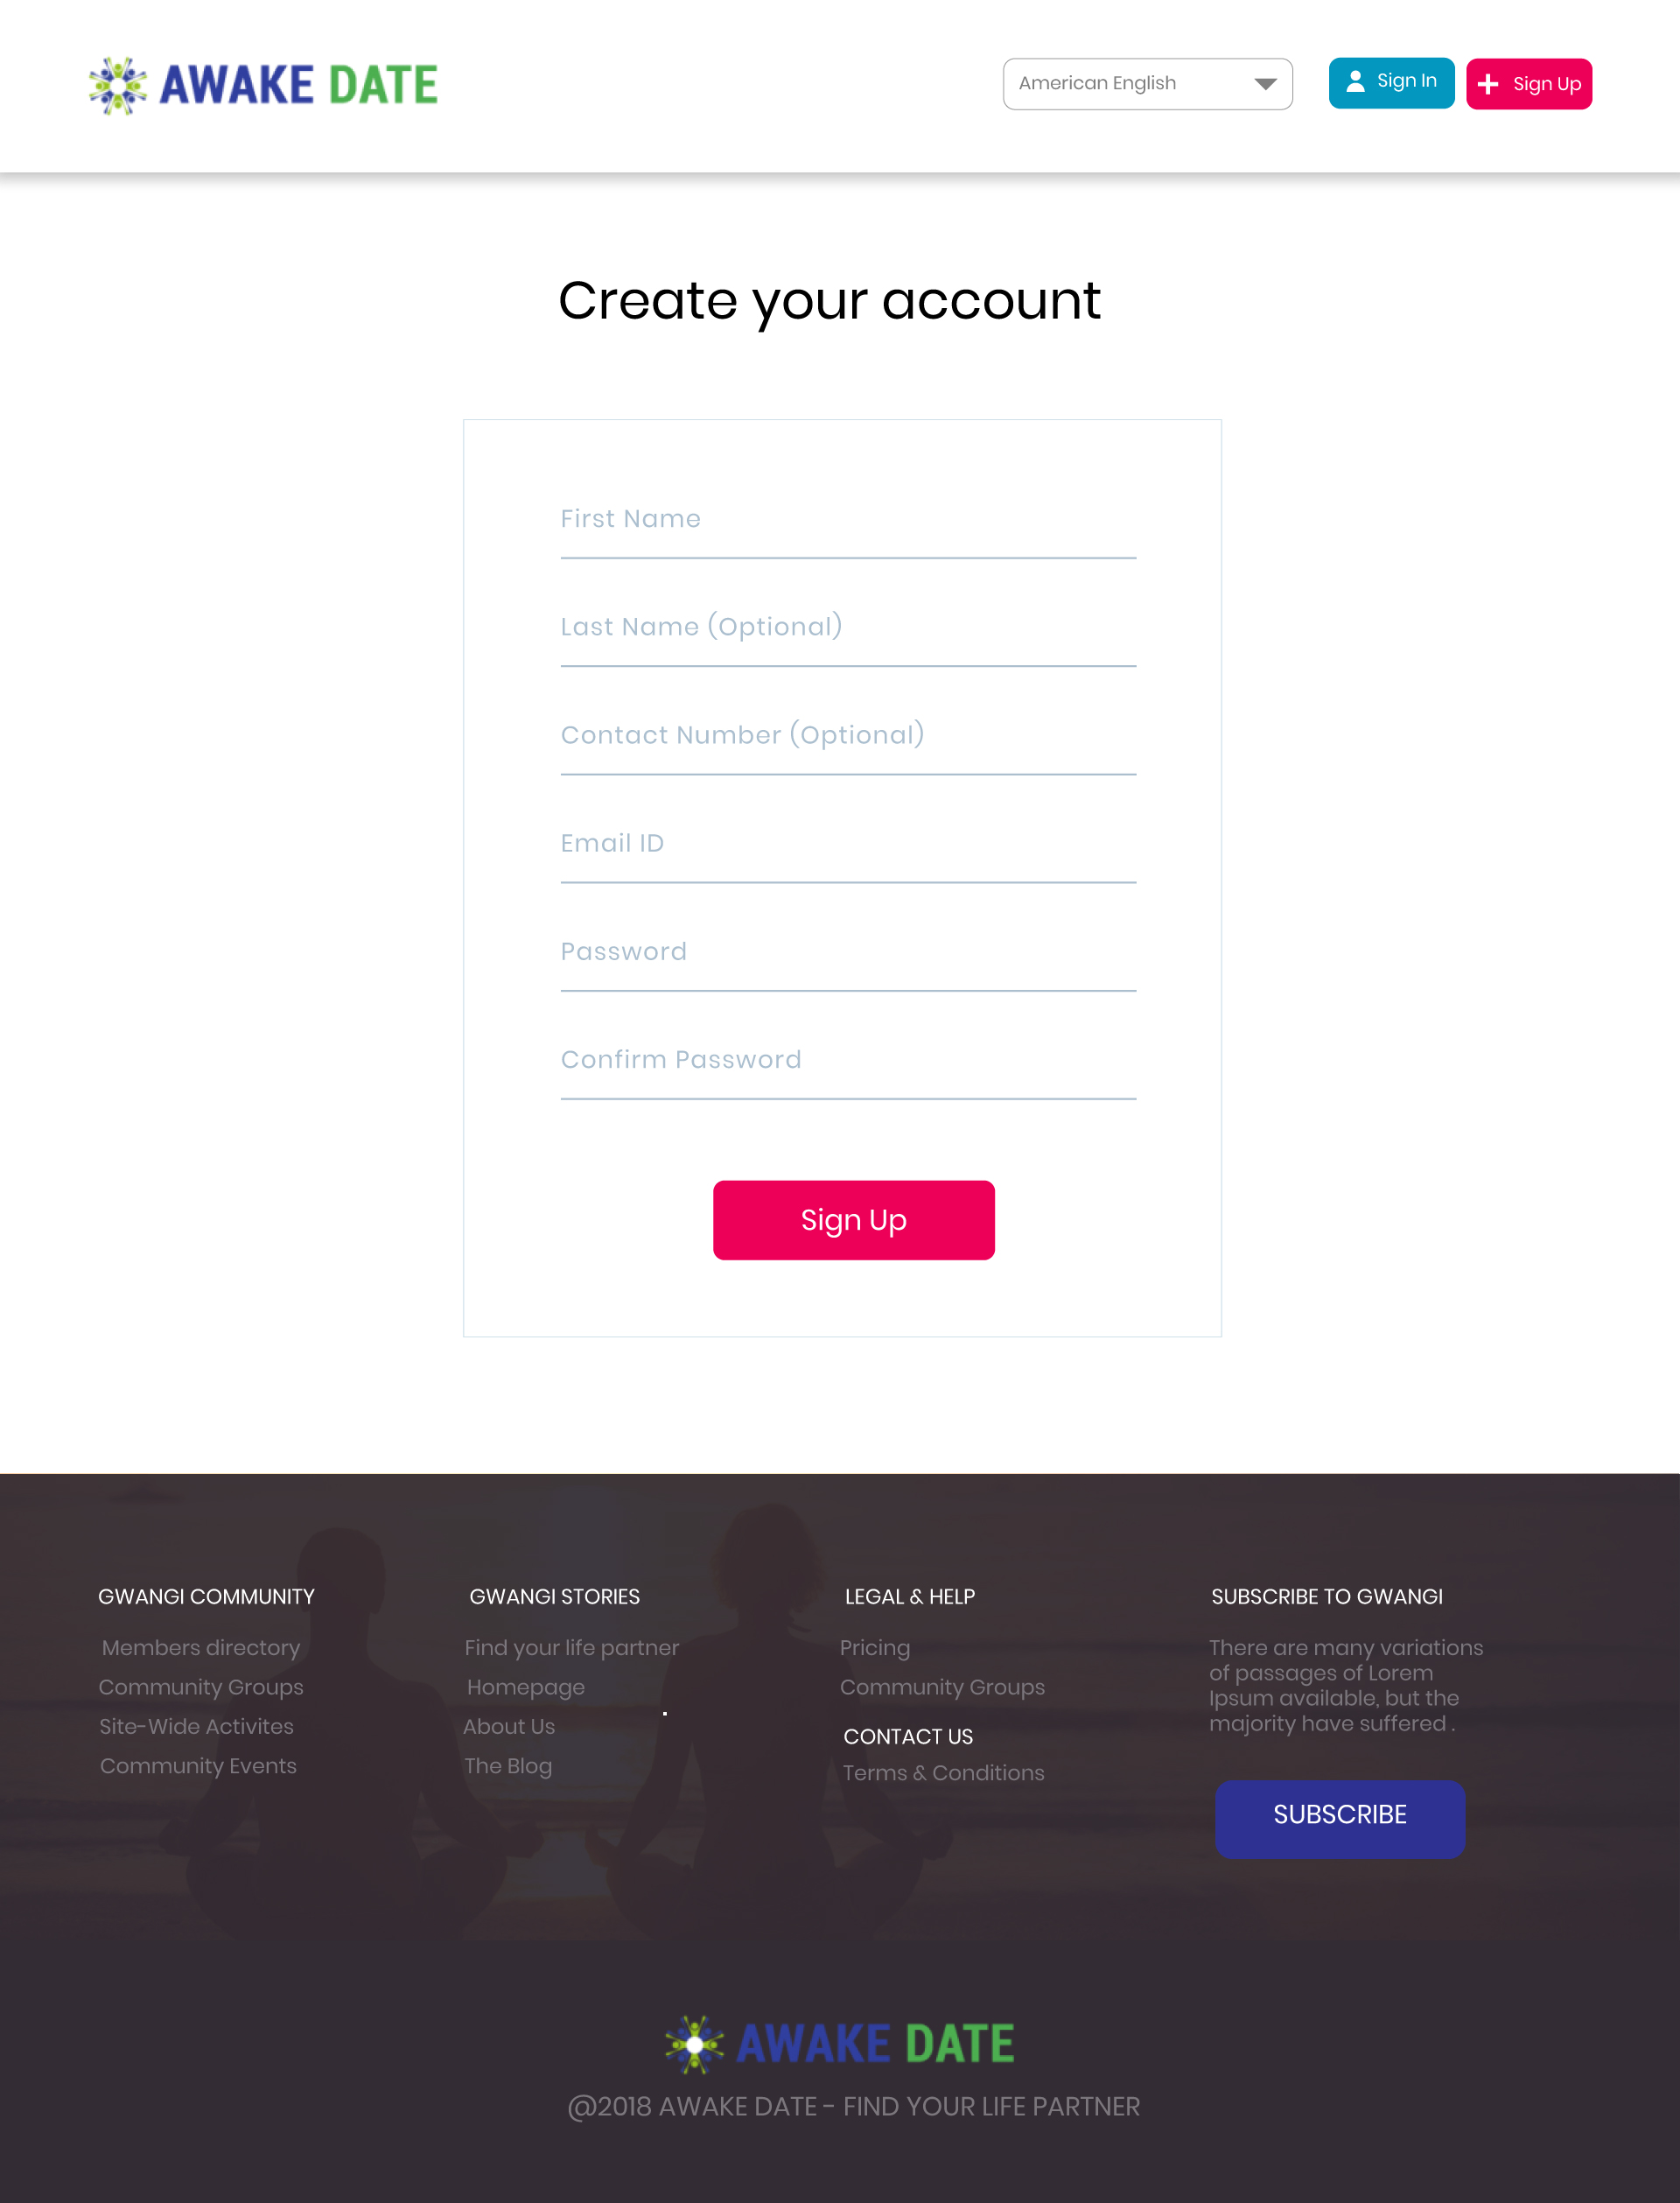 AWAKE DATE
American English
Sign In
Sign Up
Create your account
First Name
Last Name (Optional)
Contact Number (Optional)
Email ID
Password
Confirm Password
Sign Up
GWANGI COMMUNITY
Members directory
Community Groups
Site-Wide Activites
Community Events
GWANGI STORIES
Find your life partner
Homepage
About Us
The Blog
LEGAL & HELP
Pricing
Community Groups
CONTACT US
Terms & Conditions
SUBSCRIBE TO GWANGI
There are many variations
of passages of Lorem
Ipsum available, but the
majority have suffered .
SUBSCRIBE
AWAKE DATE
@2018 AWAKE DATE - FIND YOUR LIFE PARTNER